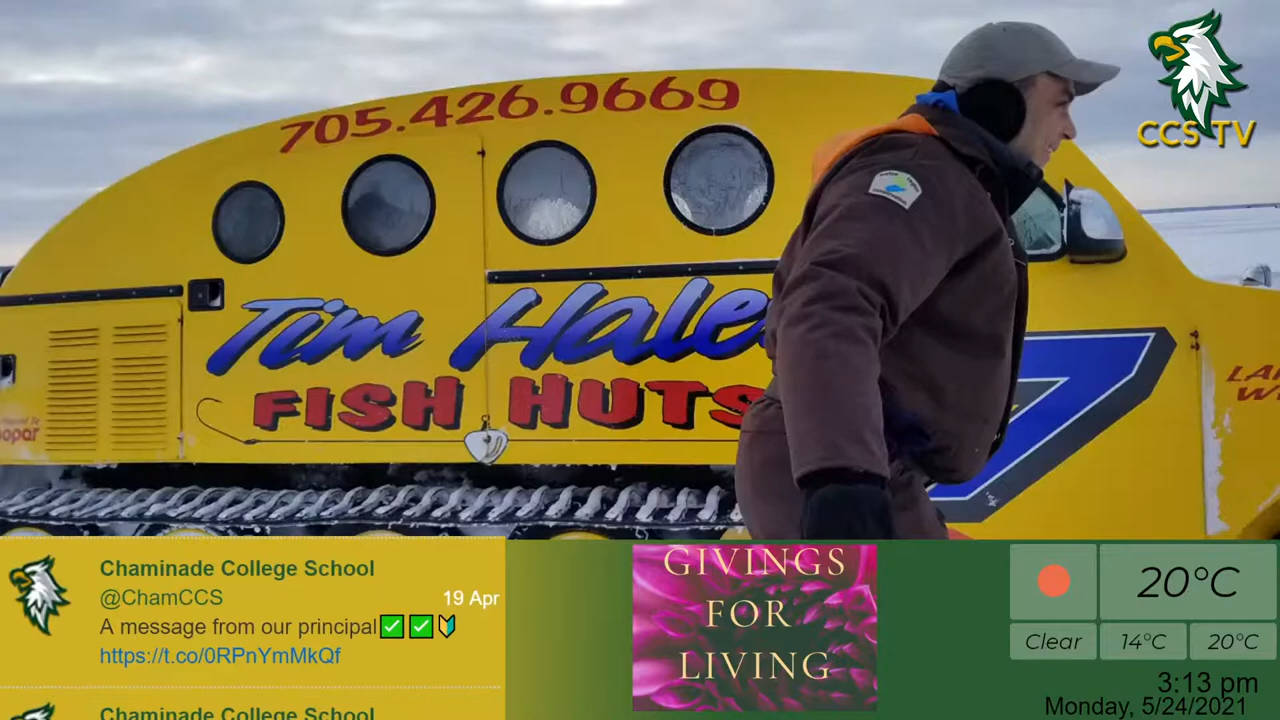 705.426.9669
CCS TV
Tim Hale
FISH HUTS
LA
W
opar
Chaminade College School
@ChamCCS
19 Apr
A message from our principal✅✅🔰
https://t.co/0RPnYmMkQf
Chaminade College School
GIVINGS
FOR
LIVING
20°C
Clear
14°C
20°C
3:13 pm
Monday, 5/24/2021